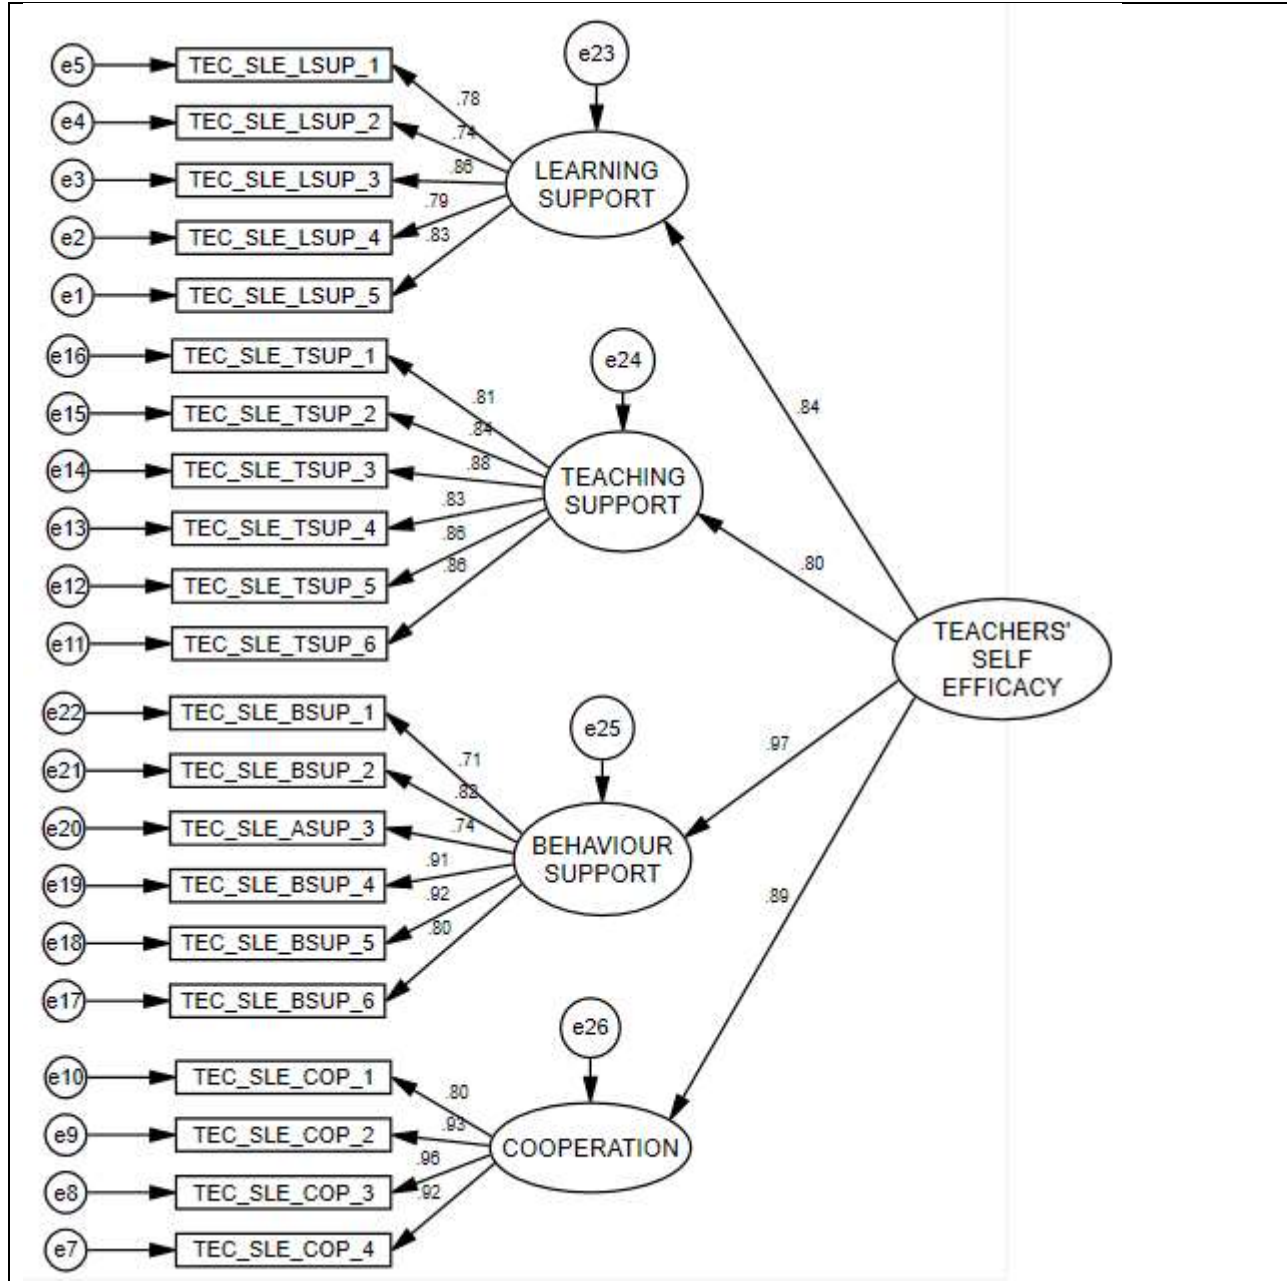 e23
e5 TEC_SLE_LSUP_1
.78
e4 TEC_SLE_LSUP_2
.74
LEARNING
SUPPORT
e3 TEC_SLE_LSUP_3
.86
e2 TEC_SLE_LSUP_4
.79
e1 TEC_SLE_LSUP_5
.83
e24
e16 TEC_SLE_TSUP_1
.81
e15 TEC_SLE_TSUP_2
.84
e14 TEC_SLE_TSUP_3
.88
TEACHING
SUPPORT
e13 TEC_SLE_TSUP_4
.83
e12 TEC_SLE_TSUP_5
.86
e11 TEC_SLE_TSUP_6
.86
.84
.80
TEACHERS'
SELF
EFFICACY
.97
.89
e25
e22 TEC_SLE_BSUP_1
.71
e21 TEC_SLE_BSUP_2
.82
e20 TEC_SLE_ASUP_3
.74
BEHAVIOUR
SUPPORT
e19 TEC_SLE_BSUP_4
.91
e18 TEC_SLE_BSUP_5
.92
e17 TEC_SLE_BSUP_6
.80
e26
e10 TEC_SLE_COP_1
.80
e9 TEC_SLE_COP_2
.93
COOPERATION
e8 TEC_SLE_COP_3
.96
e7 TEC_SLE_COP_4
.92